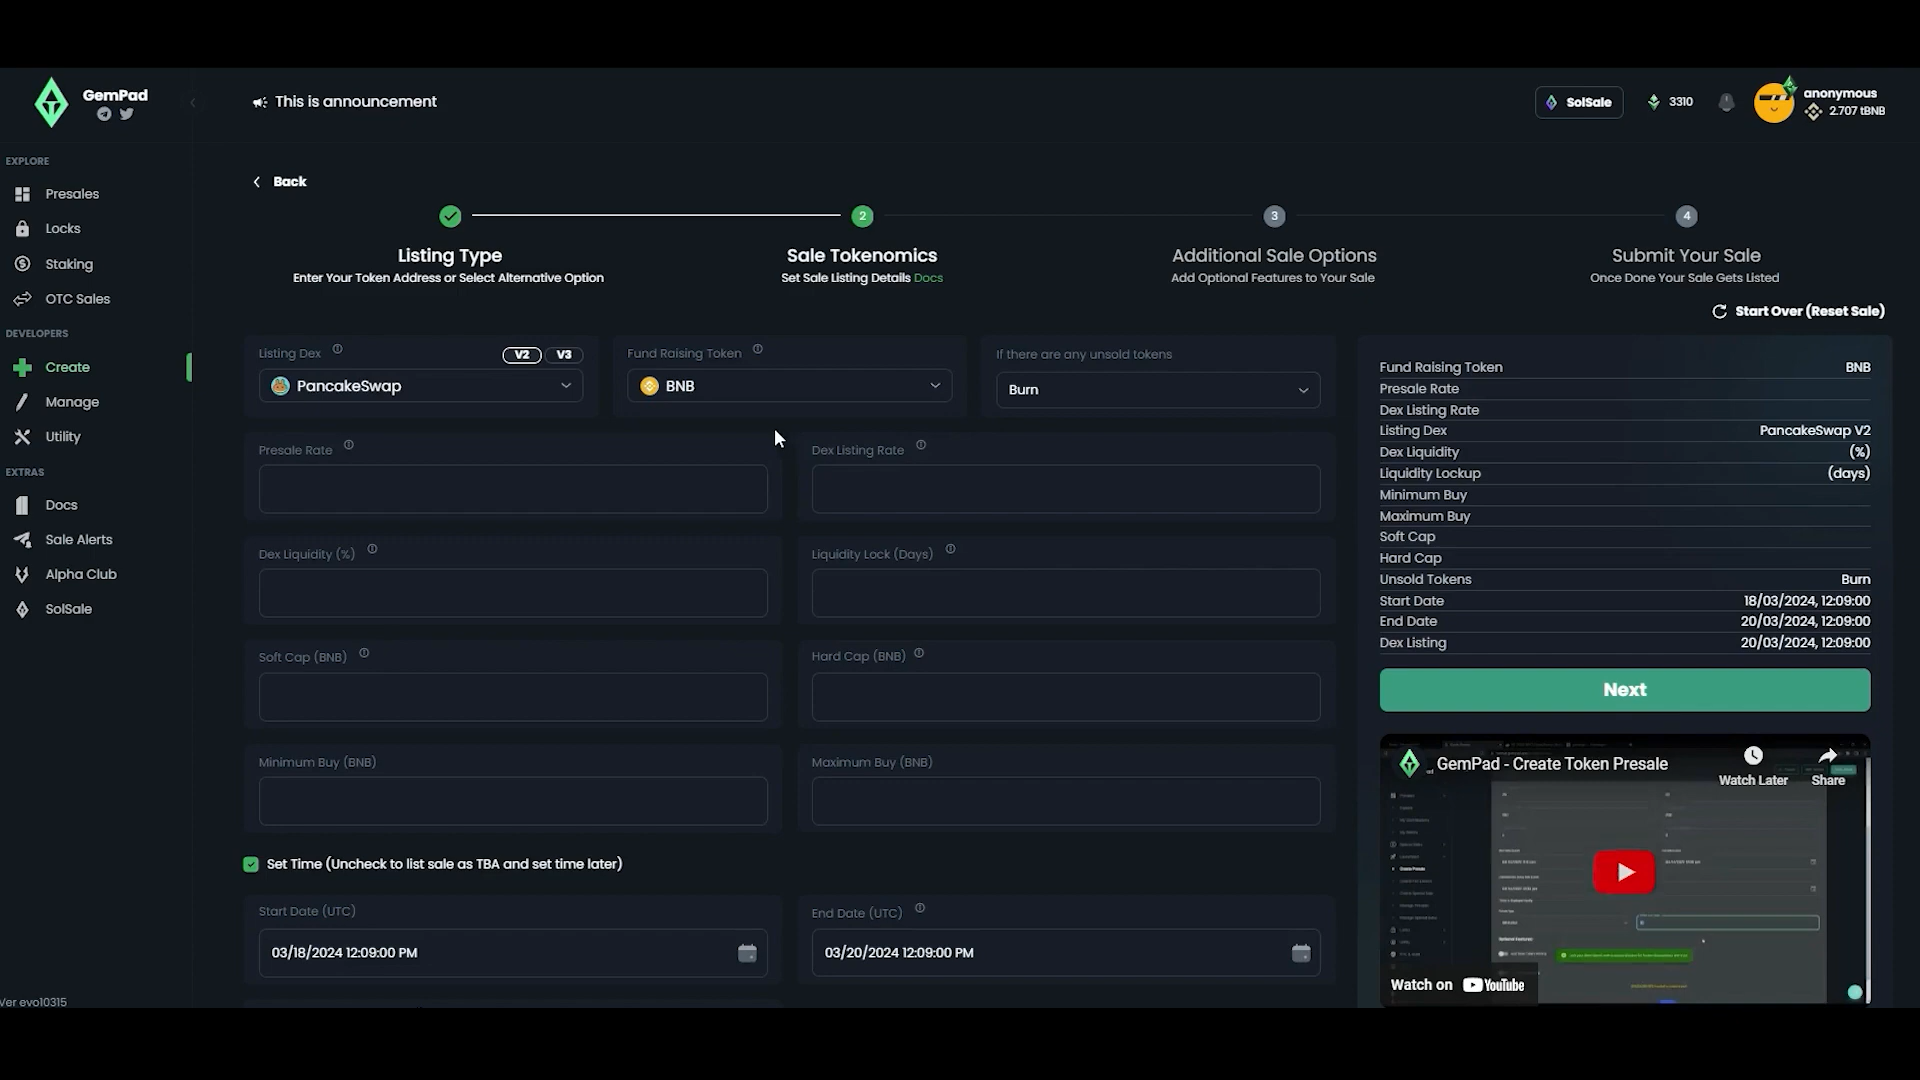 GemPad
This is announcement
SolSale
3310
anonymous
2.707 tBNB
EXPLORE
Presales
Locks
Staking
OTC Sales
DEVELOPERS
Create
Manage
Utility
EXTRAS
Docs
Sale Alerts
Alpha Club
SolSale
Ver evo10315
Back
2
3
4
Listing Type
Enter Your Token Address or Select Alternative Option
Sale Tokenomics
Set Sale Listing Details Docs
Additional Sale Options
Add Optional Features to Your Sale
Submit Your Sale
Once Done Your Sale Gets Listed
Start Over (Reset Sale)
Listing Dex
V2
V3
PancakeSwap
Fund Raising Token
BNB
If there are any unsold tokens
Burn
Presale Rate
Dex Listing Rate
Dex Liquidity (%)
Liquidity Lock (Days)
Soft Cap (BNB)
Hard Cap (BNB)
Minimum Buy (BNB)
Maximum Buy (BNB)
Set Time (Uncheck to list sale as TBA and set time later)
Start Date (UTC)
03/18/2024 12:09:00 PM
End Date (UTC)
03/20/2024 12:09:00 PM
Fund Raising Token BNB
Presale Rate
Dex Listing Rate
Listing Dex PancakeSwap V2
Dex Liquidity (%)
Liquidity Lockup (days)
Minimum Buy
Maximum Buy
Soft Cap
Hard Cap
Unsold Tokens Burn
Start Date 18/03/2024, 12:09:00
End Date 20/03/2024, 12:09:00
Dex Listing 20/03/2024, 12:09:00
Next
GemPad - Create Token Presale
Watch Later
Share
Watch on YouTube